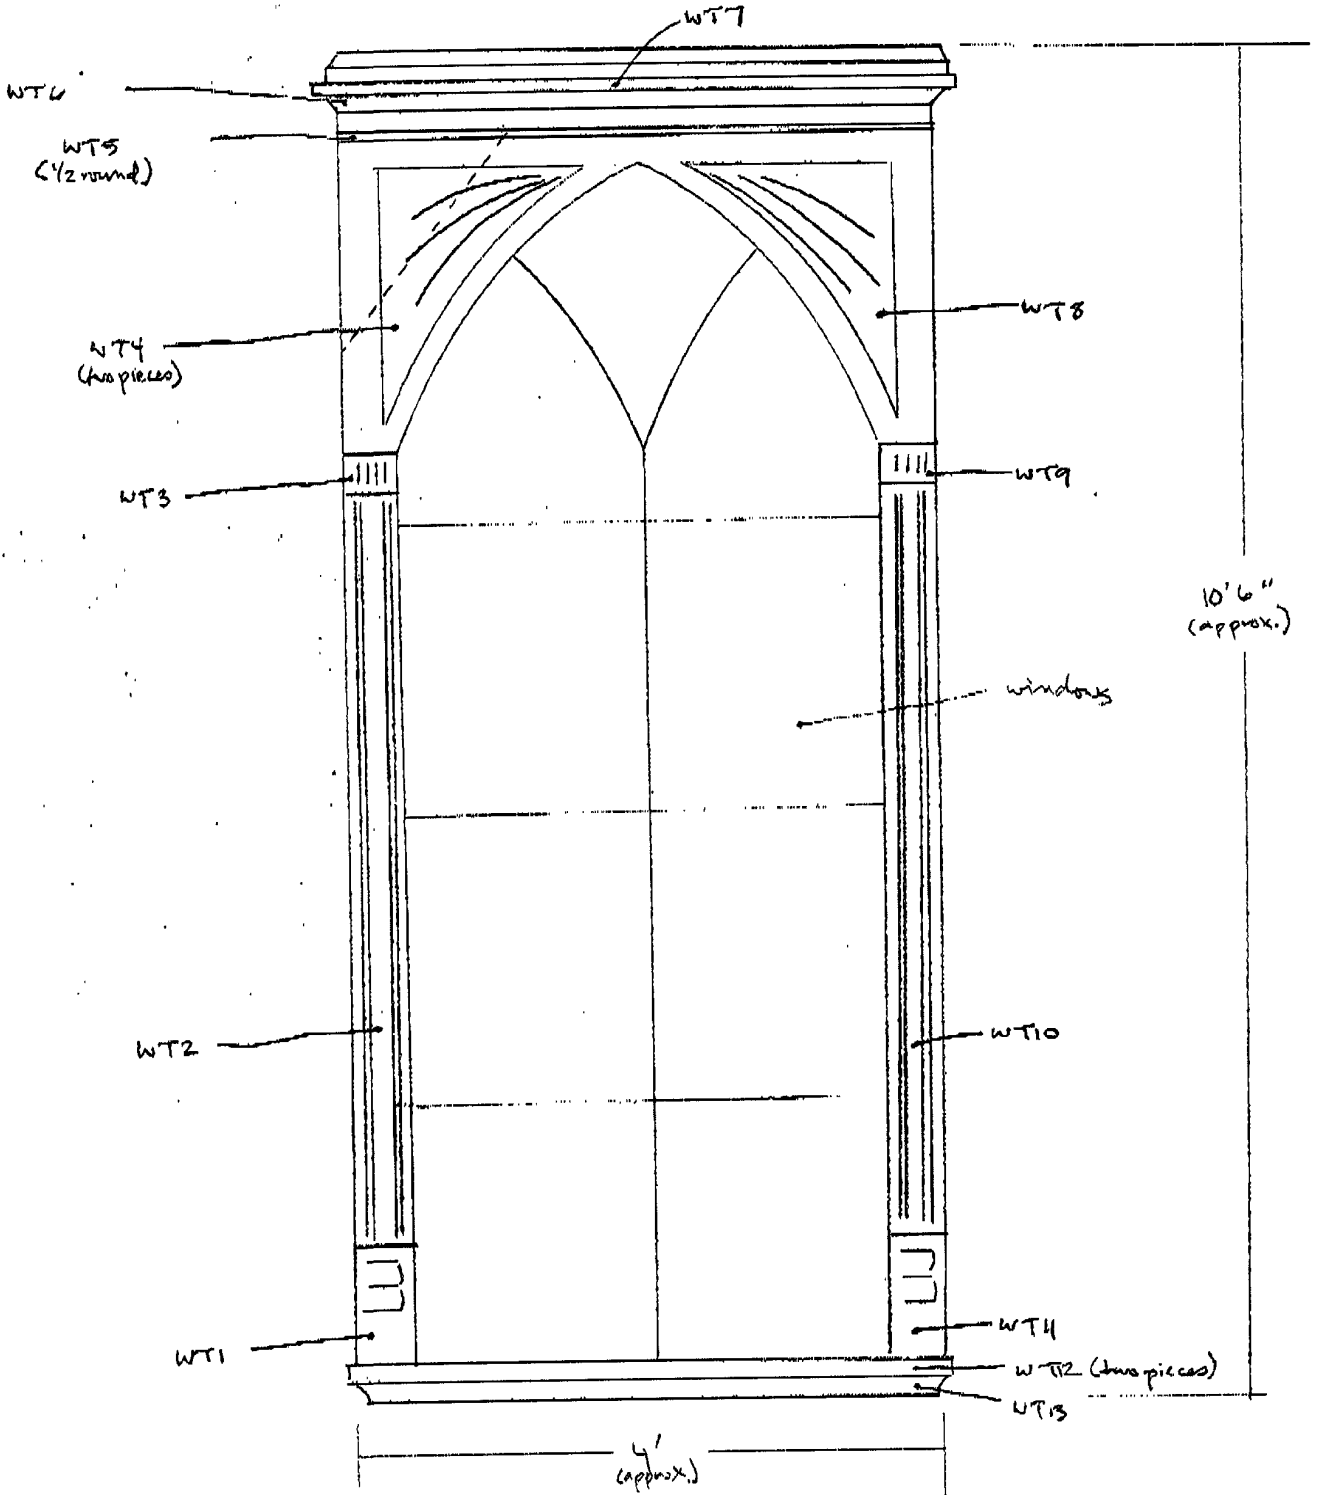 WT7
WT6
WT5
(1/2 round)
WT8
WT4
(two pieces)
WT3
WT9
10'6"
(approx.)
windows
WT2
WT10
WT1
WT11
WT12 (two pieces)
WT13
4'
(approx.)